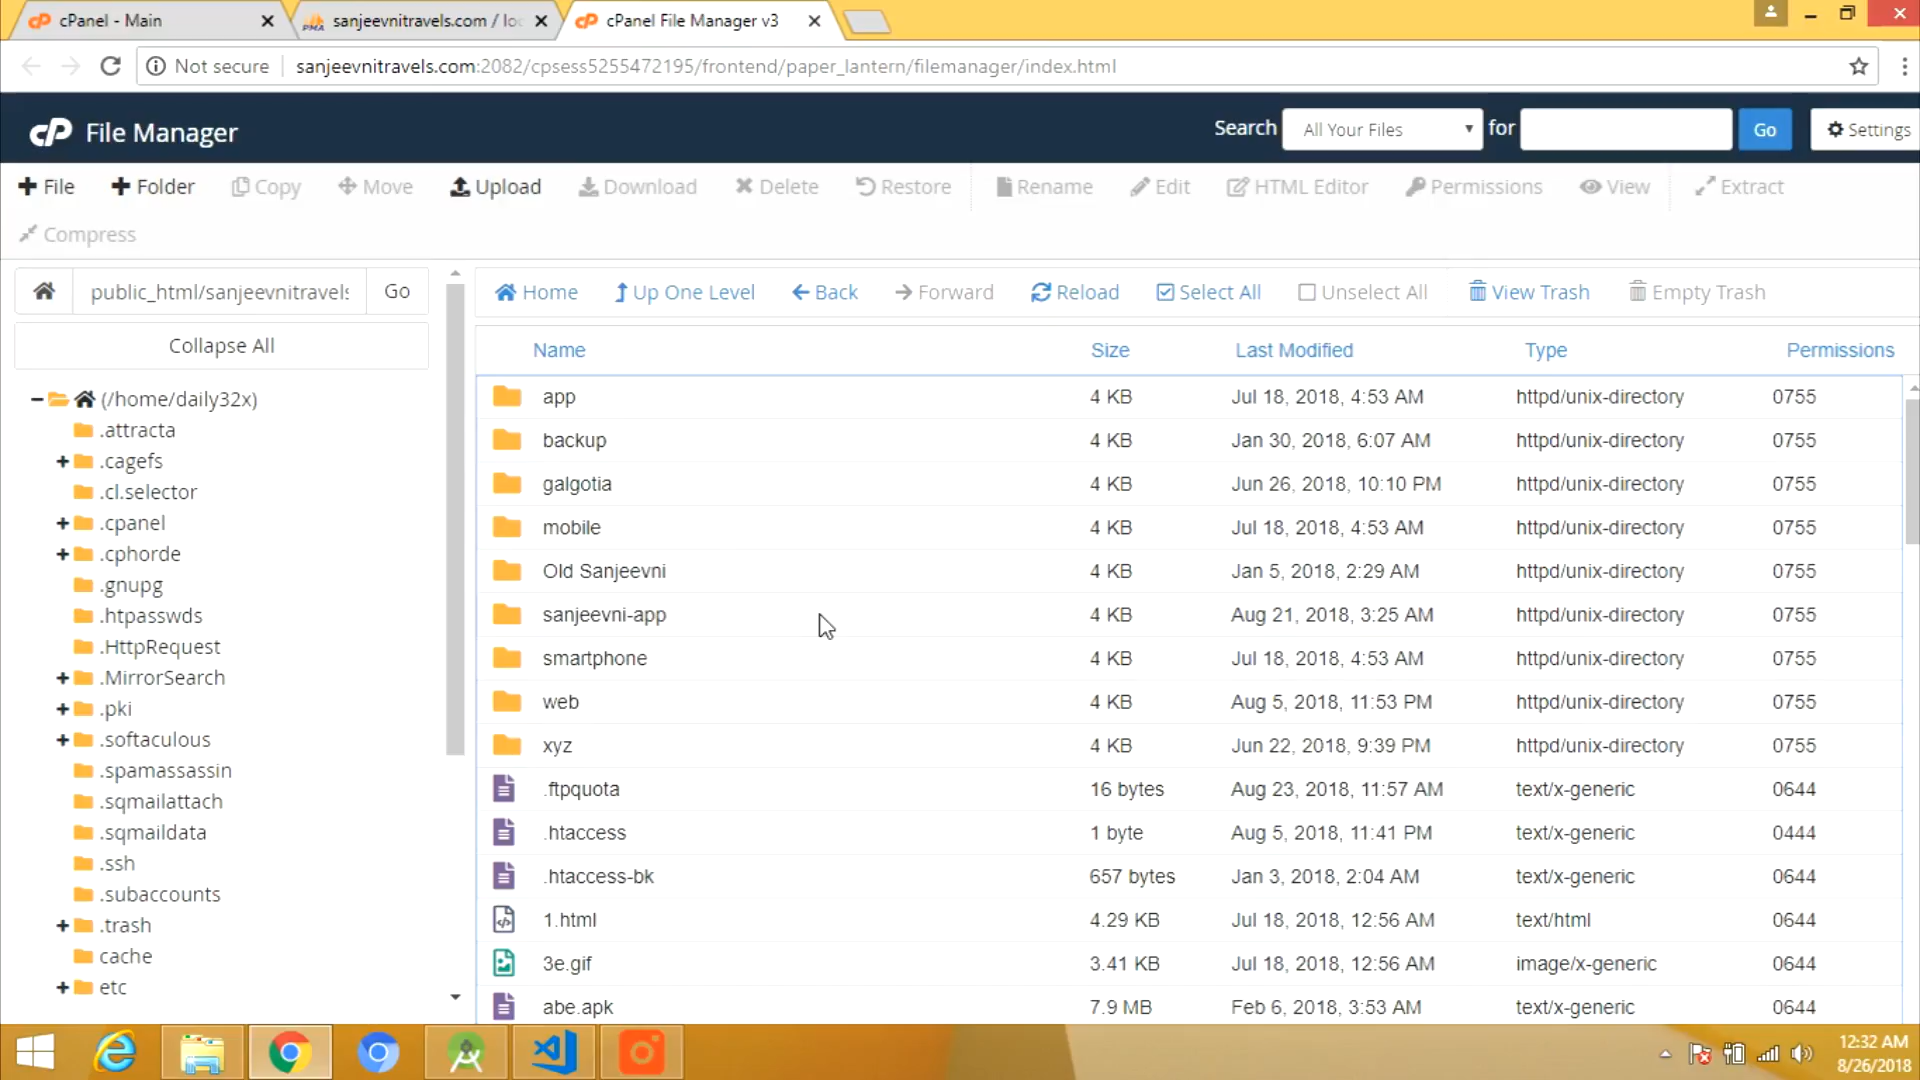 cPanel - Main
sanjeevnitravels.com / lo
cPanel File Manager v3
Not secure
sanjeevnitravels.com:2082/cpsess5255472195/frontend/paper_lantern/filemanager/index.html
cP File Manager
Search All Your Files for Go Settings
File Folder Copy Move Upload Download Delete Restore Rename Edit HTML Editor Permissions View Extract
Compress
public_html/sanjeevnitravels Go
Home Up One Level Back Forward Reload Select All Unselect All View Trash Empty Trash
Collapse All
(/home/daily32x)
.attracta
.cagefs
.cl.selector
.cpanel
.cphorde
.gnupg
.htpasswds
.HttpRequest
.MirrorSearch
.pki
.softaculous
.spamassassin
.sqmailattach
.sqmaildata
.ssh
.subaccounts
.trash
cache
etc
Name Size Last Modified Type Permissions
app 4 KB Jul 18, 2018, 4:53 AM httpd/unix-directory 0755
backup 4 KB Jan 30, 2018, 6:07 AM httpd/unix-directory 0755
galgotia 4 KB Jun 26, 2018, 10:10 PM httpd/unix-directory 0755
mobile 4 KB Jul 18, 2018, 4:53 AM httpd/unix-directory 0755
Old Sanjeevni 4 KB Jan 5, 2018, 2:29 AM httpd/unix-directory 0755
sanjeevni-app 4 KB Aug 21, 2018, 3:25 AM httpd/unix-directory 0755
smartphone 4 KB Jul 18, 2018, 4:53 AM httpd/unix-directory 0755
web 4 KB Aug 5, 2018, 11:53 PM httpd/unix-directory 0755
xyz 4 KB Jun 22, 2018, 9:39 PM httpd/unix-directory 0755
.ftpquota 16 bytes Aug 23, 2018, 11:57 AM text/x-generic 0644
.htaccess 1 byte Aug 5, 2018, 11:41 PM text/x-generic 0444
.htaccess-bk 657 bytes Jan 3, 2018, 2:04 AM text/x-generic 0644
1.html 4.29 KB Jul 18, 2018, 12:56 AM text/html 0644
3e.gif 3.41 KB Jul 18, 2018, 12:56 AM image/x-generic 0644
abe.apk 7.9 MB Feb 6, 2018, 3:53 AM text/x-generic 0644
12:32 AM
8/26/2018